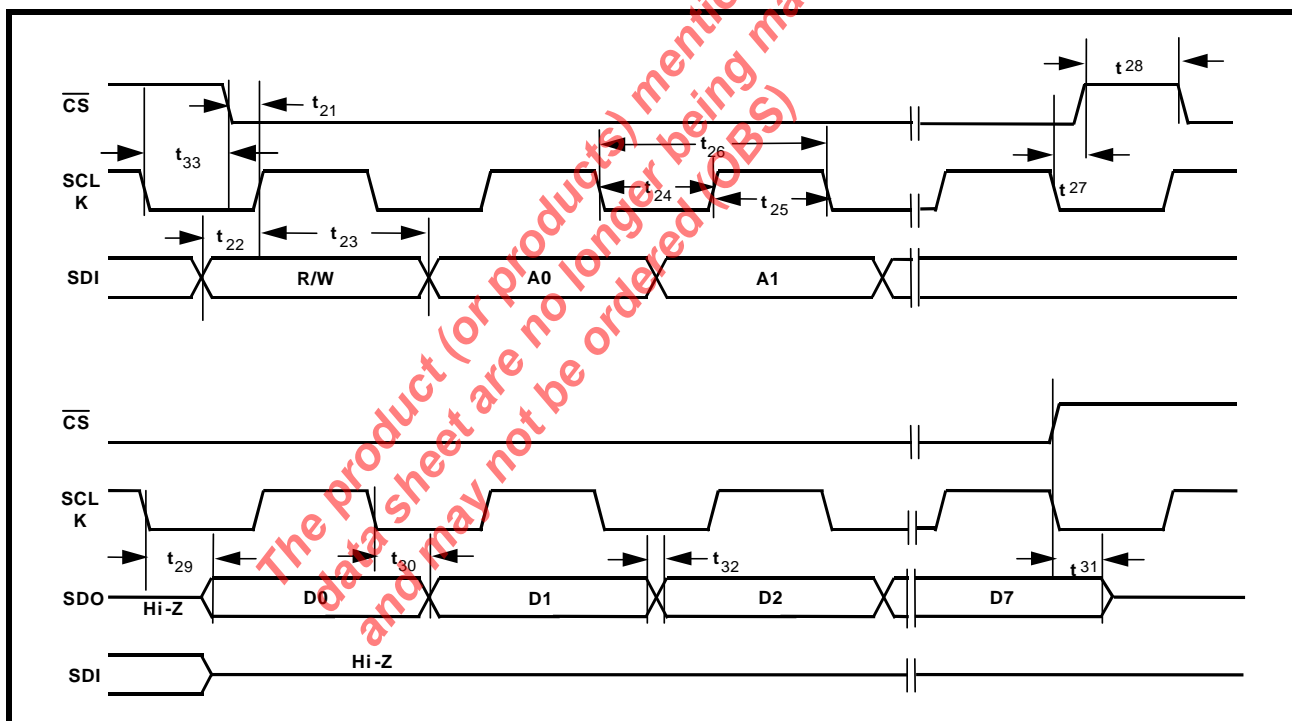 CS
t28
t21
t33
t26
SCL
K
t24
t25
t27
t22
t23
SDI
R/W
A0
A1
CS
SCL
K
t29
t30
t32
t31
SDO
Hi-Z
D0
D1
D2
D7
Hi-Z
SDI
The product (or products) mentio
data sheet are no longer being ma
and may not be ordered (OBS)